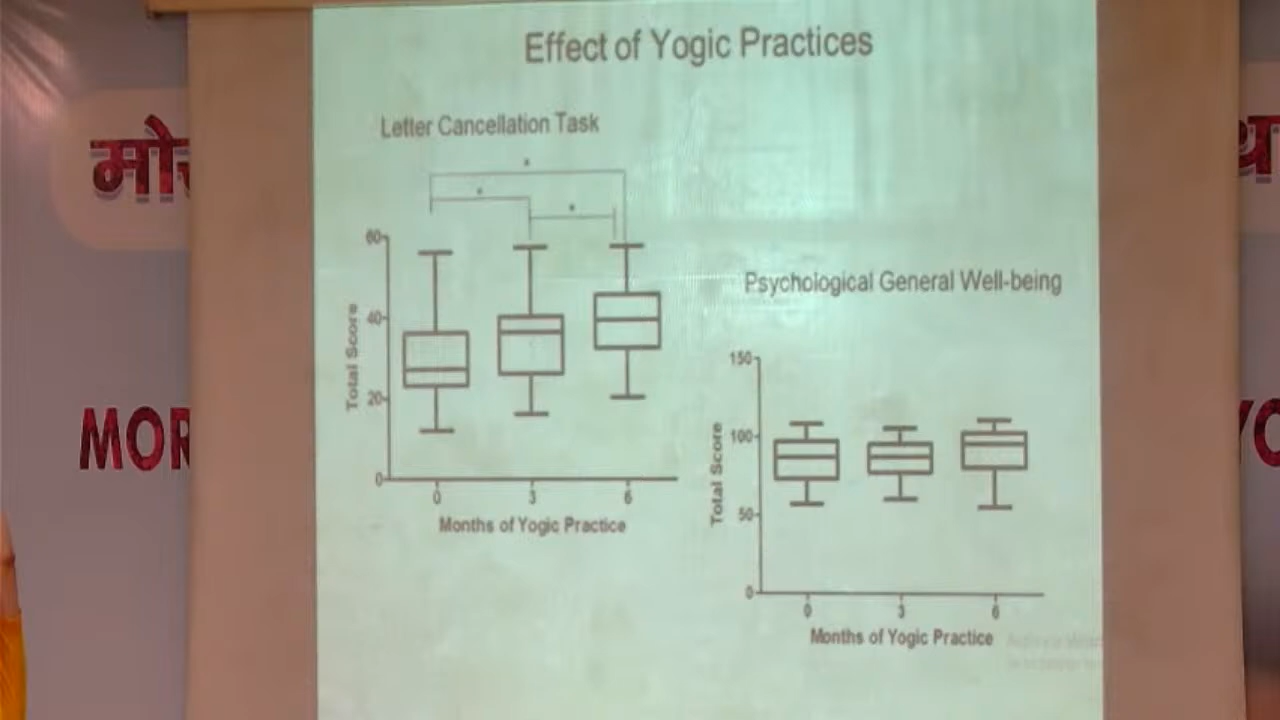 Effect of Yogic Practices
Letter Cancellation Task
*
*
*
60
40
20
0
Total Score
0 3 6
Months of Yogic Practice
Psychological General Well-being
150
100
50
0
Total Score
0 3 6
Months of Yogic Practice
MOR
YO